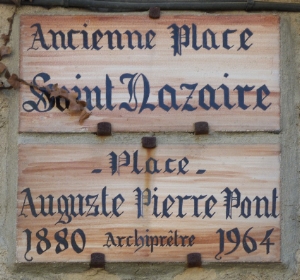 Ancienne Place
Saint Nazaire
- Place -
Auguste Pierre Pont
1880 Archiprêtre 1964